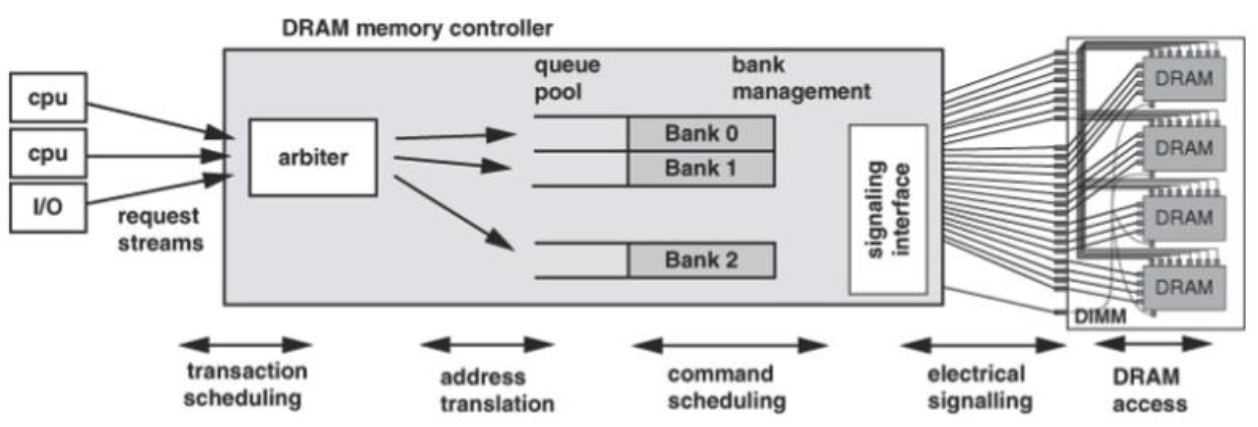 DRAM memory controller
cpu
cpu
I/O
request
streams
arbiter
queue
pool
bank
management
Bank 0
Bank 1
Bank 2
signaling
interface
DRAM
DRAM
DRAM
DRAM
DIMM
transaction
scheduling
address
translation
command
scheduling
electrical
signalling
DRAM
access